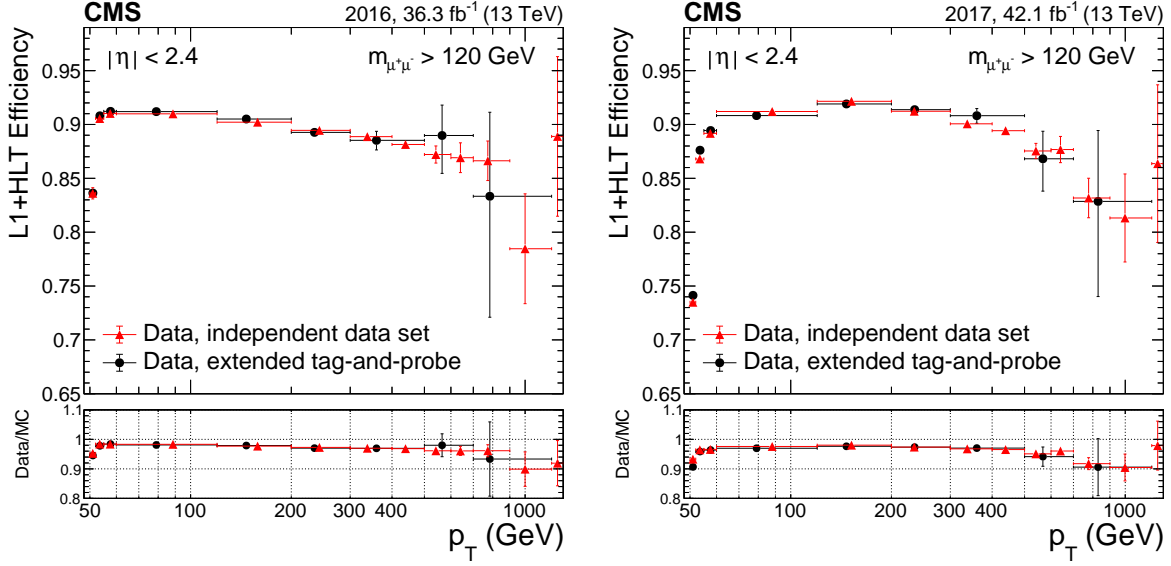 CMS 2016, 36.3 fb⁻¹ (13 TeV)
|η| < 2.4 m_{μ⁺μ⁻} > 120 GeV
L1+HLT Efficiency
0.95
0.9
0.85
0.8
0.75
0.7
0.65
Data, independent data set
Data, extended tag-and-probe
Data/MC
1.1
1
0.9
0.8
50 100 200 300 400 1000
p_T (GeV)
CMS 2017, 42.1 fb⁻¹ (13 TeV)
|η| < 2.4 m_{μ⁺μ⁻} > 120 GeV
L1+HLT Efficiency
0.95
0.9
0.85
0.8
0.75
0.7
0.65
Data, independent data set
Data, extended tag-and-probe
Data/MC
1.1
1
0.9
0.8
50 100 200 300 400 1000
p_T (GeV)